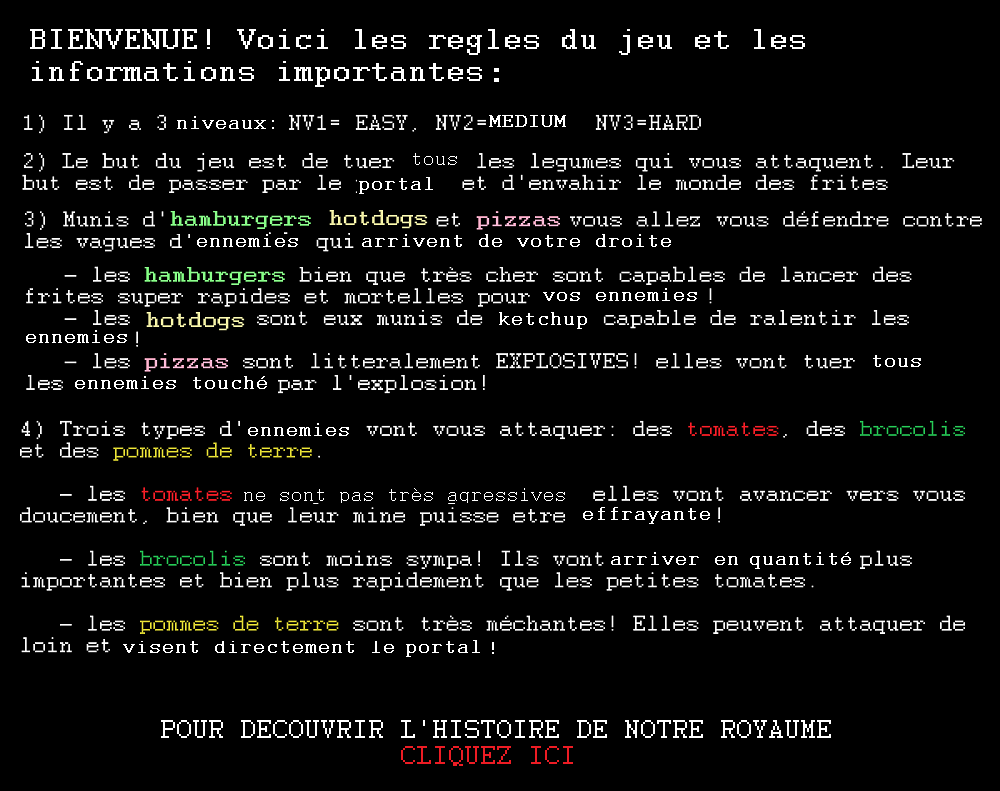 BIENVENUE! Voici les regles du jeu et les
informations importantes:
1) Il y a 3 niveaux: NV1= EASY, NV2=MEDIUM NV3=HARD
2) Le but du jeu est de tuer tous les legumes qui vous attaquent. Leur
but est de passer par le portal et d'envahir le monde des frites
3) Munis d'hamburgers hotdogs et pizzas vous allez vous défendre contre
les vagues d'ennemies qui arrivent de votre droite
- les hamburgers bien que très cher sont capables de lancer des
frites super rapides et mortelles pour vos ennemies!
- les hotdogs sont eux munis de ketchup capable de ralentir les
ennemies!
- les pizzas sont litteralement EXPLOSIVES! elles vont tuer tous
les ennemies touché par l'explosion!
4) Trois types d'ennemies vont vous attaquer: des tomates, des brocolis
et des pommes de terre.
- les tomates ne sont pas très agressives elles vont avancer vers vous
doucement, bien que leur mine puisse etre effrayante!
- les brocolis sont moins sympa! Ils vont arriver en quantité plus
importantes et bien plus rapidement que les petites tomates.
- les pommes de terre sont très méchantes! Elles peuvent attaquer de
loin et visent directement le portal!
POUR DECOUVRIR L'HISTOIRE DE NOTRE ROYAUME
CLIQUEZ ICI